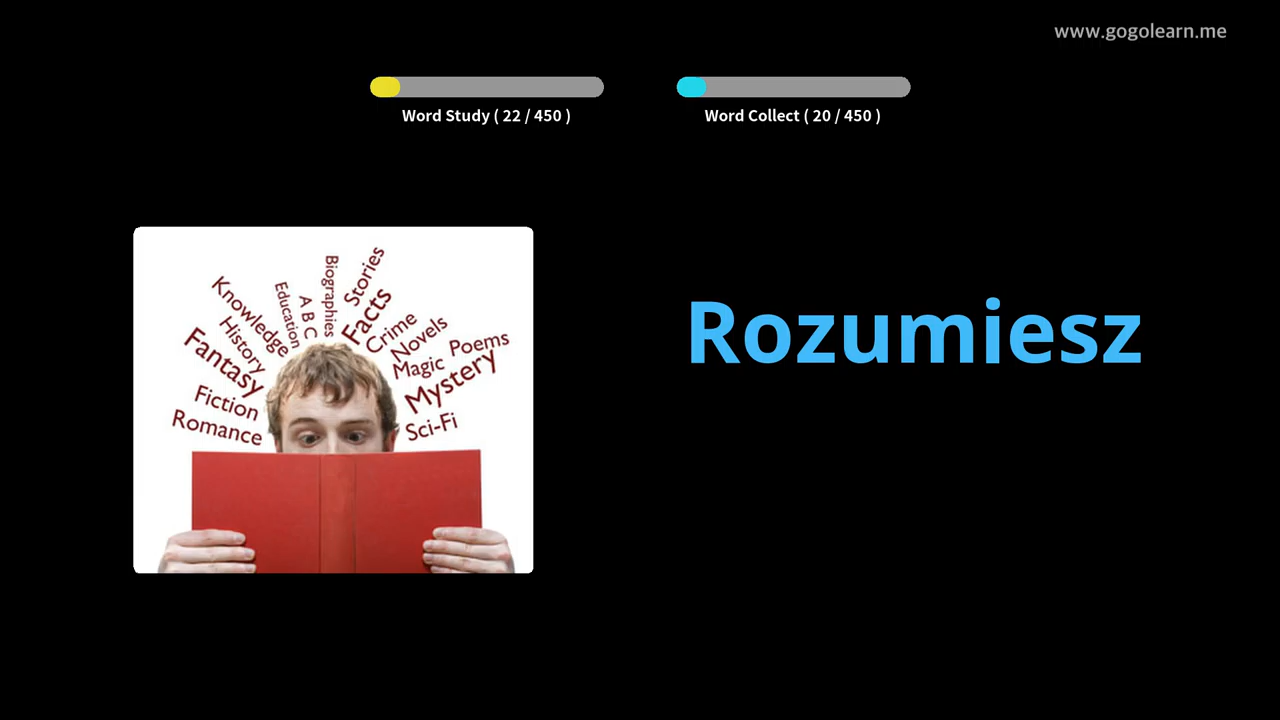 www.gogolearn.me
Word Study ( 22 / 450 )
Word Collect ( 20 / 450 )
Rozumiesz
Knowledge
History
Fantasy
Fiction
Romance
Education
A B C
Biographies
Stories
Facts
Crime
Novels
Magic
Poems
Mystery
Sci-Fi